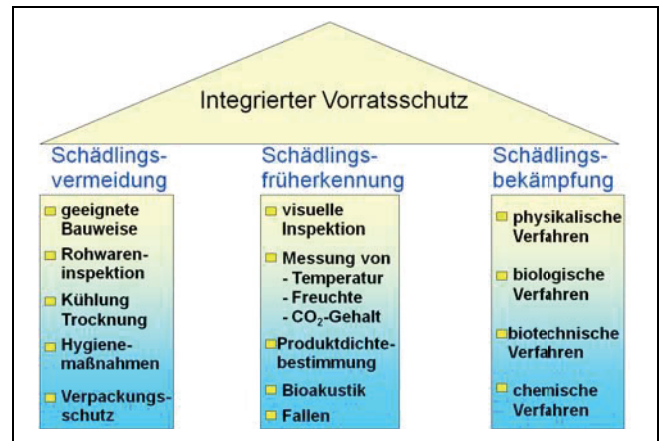 Integrierter Vorratsschutz
Schädlings-
vermeidung
geeignete
Bauweise
Rohwaren-
inspektion
Kühlung
Trocknung
Hygiene-
maßnahmen
Verpackungs-
schutz
Schädlings-
früherkennung
visuelle
Inspektion
Messung von
- Temperatur
- Freuchte
- CO₂-Gehalt
Produktdichte-
bestimmung
Bioakustik
Fallen
Schädlings-
bekämpfung
physikalische
Verfahren
biologische
Verfahren
biotechnische
Verfahren
chemische
Verfahren